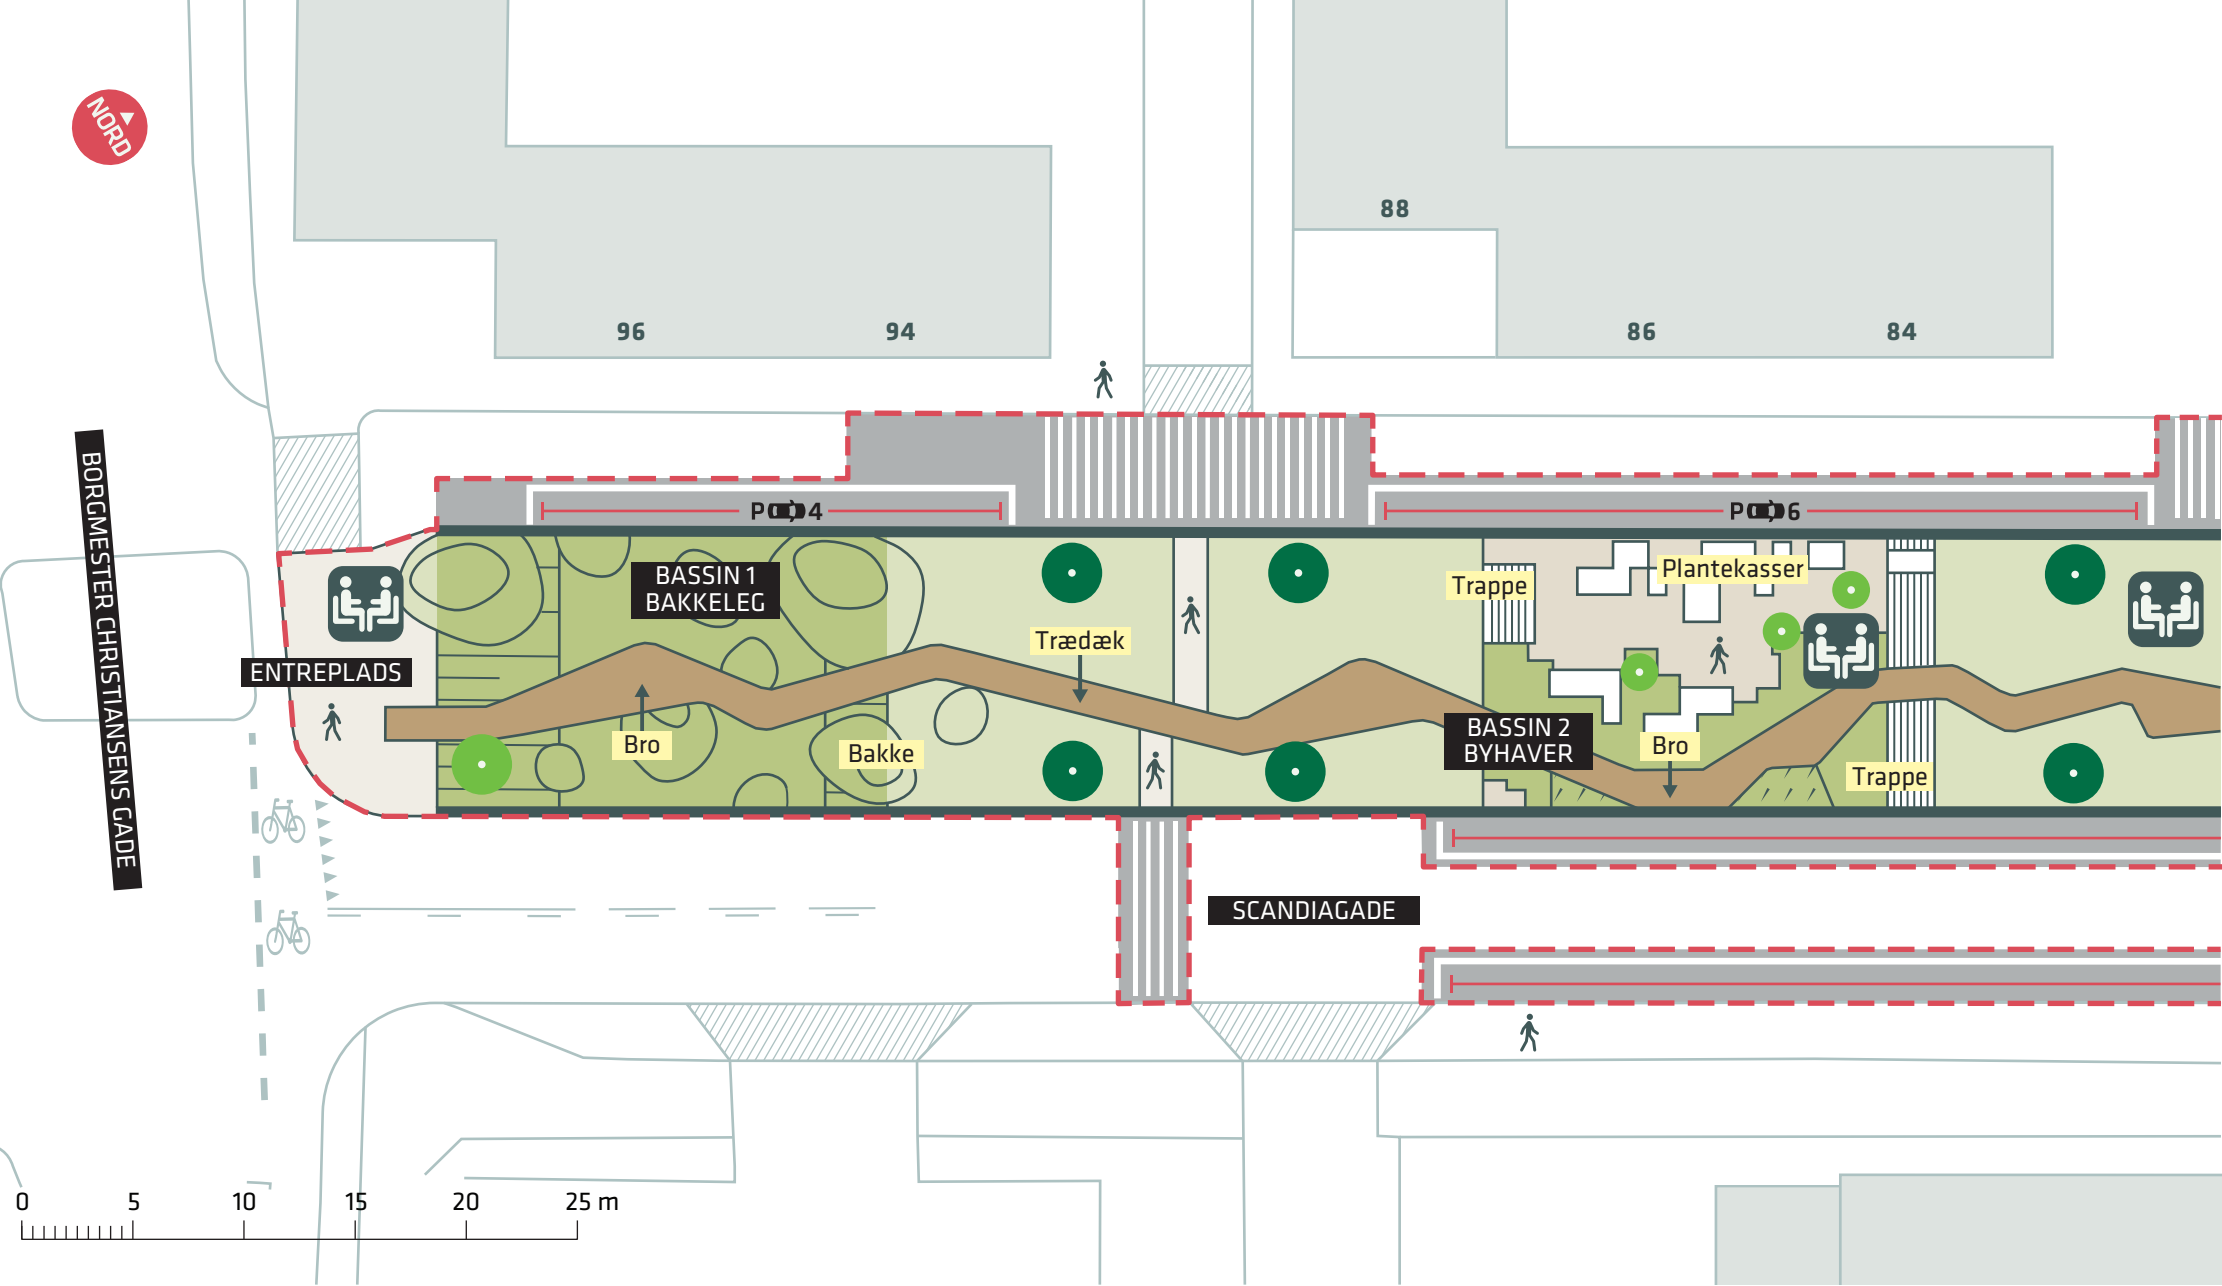 NORD
88
96
94
86
84
P 4
P 6
BORGMESTER CHRISTIANSENS GADE
BASSIN 1
BAKKELEG
Trappe
Plantekasser
Trædæk
ENTREPLADS
Bro
Bakke
BASSIN 2
BYHAVER
Bro
Trappe
SCANDIAGADE
0 5 10 15 20 25 m